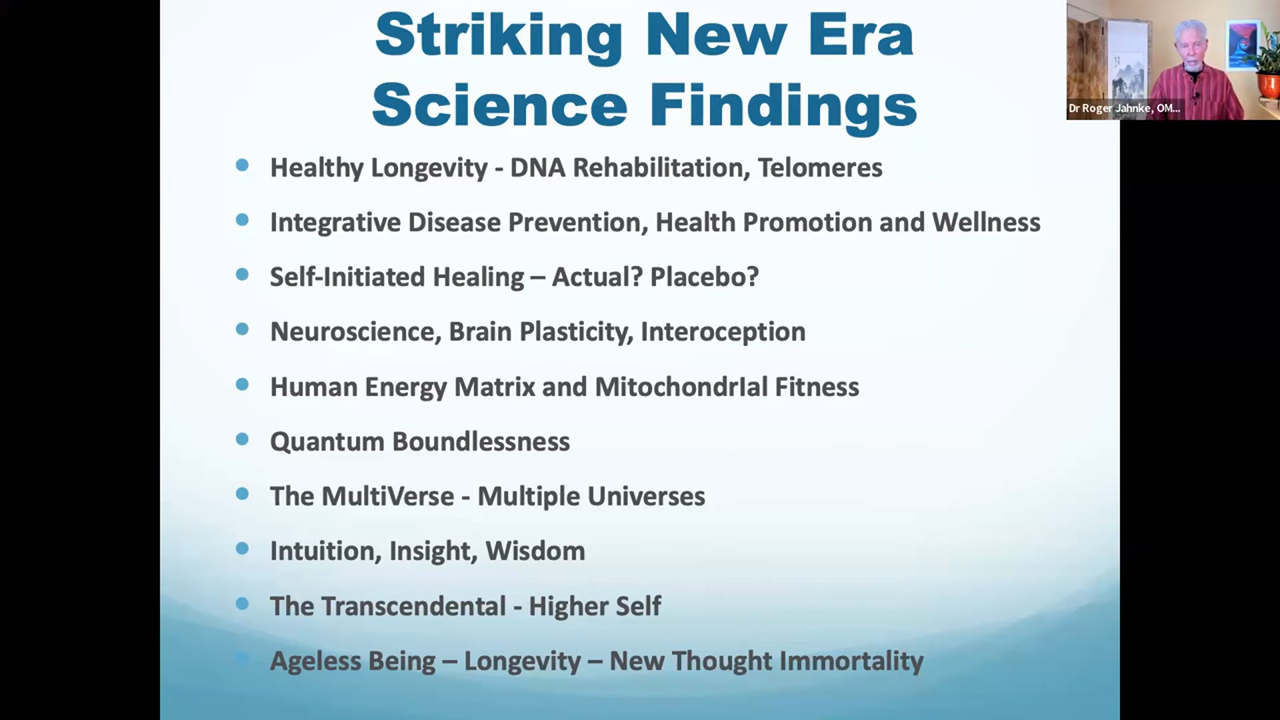 Striking New Era
Science Findings
Dr Roger Jahnke, OM...
Healthy Longevity - DNA Rehabilitation, Telomeres
Integrative Disease Prevention, Health Promotion and Wellness
Self-Initiated Healing – Actual? Placebo?
Neuroscience, Brain Plasticity, Interoception
Human Energy Matrix and MitochondrIal Fitness
Quantum Boundlessness
The MultiVerse - Multiple Universes
Intuition, Insight, Wisdom
The Transcendental - Higher Self
Ageless Being – Longevity – New Thought Immortality